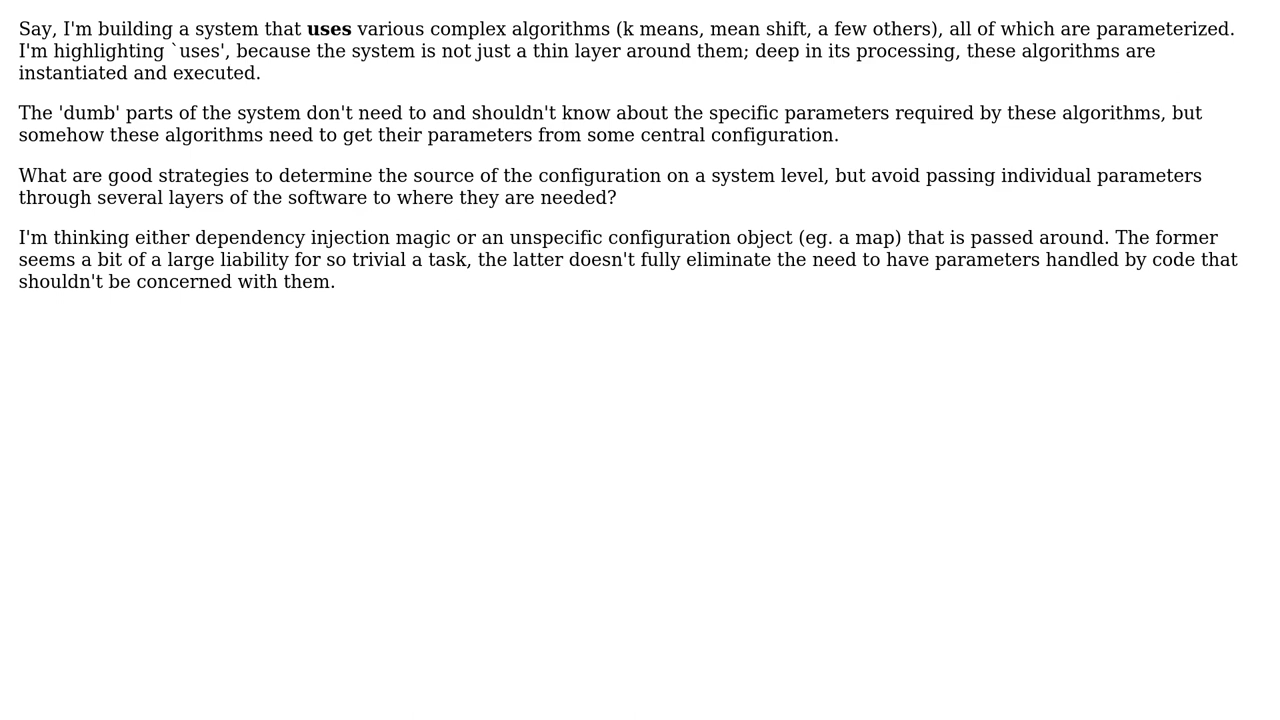 Say, I'm building a system that uses various complex algorithms (k means, mean shift, a few others), all of which are parameterized.
I'm highlighting `uses', because the system is not just a thin layer around them; deep in its processing, these algorithms are
instantiated and executed.
The 'dumb' parts of the system don't need to and shouldn't know about the specific parameters required by these algorithms, but
somehow these algorithms need to get their parameters from some central configuration.
What are good strategies to determine the source of the configuration on a system level, but avoid passing individual parameters
through several layers of the software to where they are needed?
I'm thinking either dependency injection magic or an unspecific configuration object (eg. a map) that is passed around. The former
seems a bit of a large liability for so trivial a task, the latter doesn't fully eliminate the need to have parameters handled by code that
shouldn't be concerned with them.